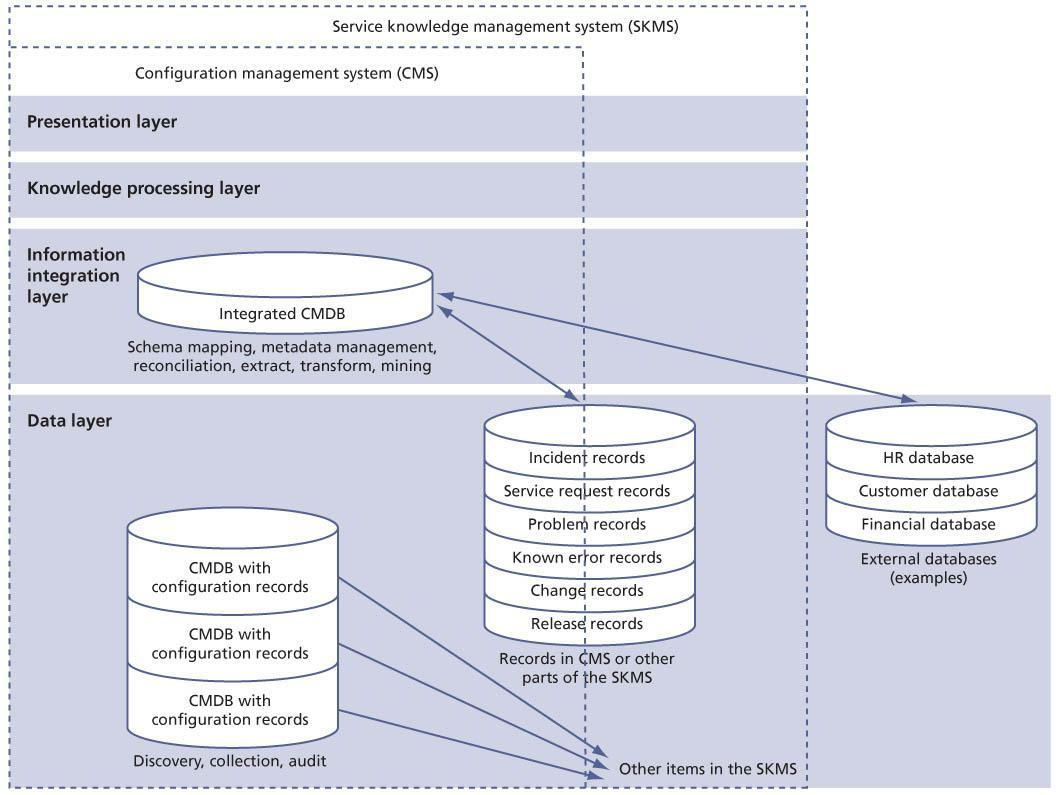 Service knowledge management system (SKMS)
Configuration management system (CMS)
Presentation layer
Knowledge processing layer
Information
integration
layer
Integrated CMDB
Schema mapping, metadata management,
reconciliation, extract, transform, mining
Data layer
Incident records
Service request records
Problem records
Known error records
Change records
Release records
Records in CMS or other
parts of the SKMS
HR database
Customer database
Financial database
External databases
(examples)
CMDB with
configuration records
CMDB with
configuration records
CMDB with
configuration records
Discovery, collection, audit
Other items in the SKMS